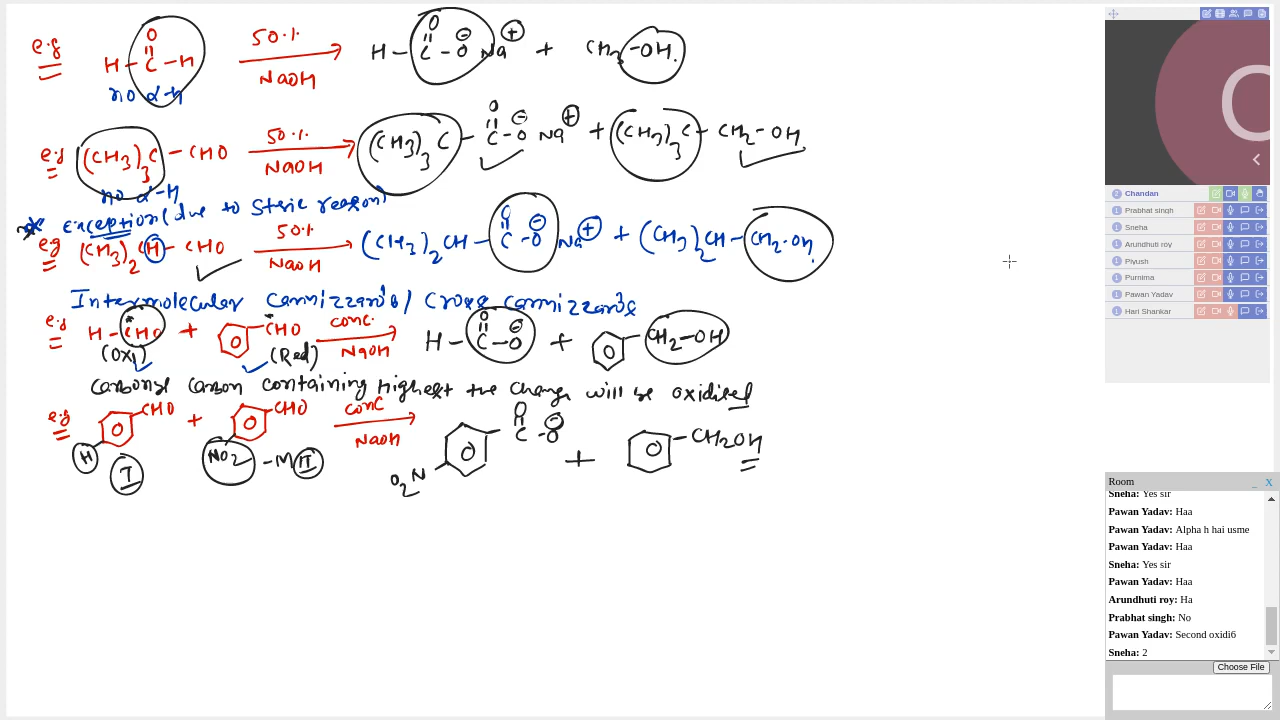 e.g H-C-H O 50% NaOH H-C-O⊖ Na⊕ O + CH3-OH.
no α-H
e.g (CH3)3C-CHO 50% NaOH (CH3)3C-C-O⊖ Na⊕ O + (CH3)3C-CH2-OH
no α-H
* exception (due to steric reason)
e.g (CH3)2CH-CHO 50% NaOH (CH3)2CH-C-O⊖ Na⊕ O + (CH3)2CH-CH2-OH
Intermolecular cannizzaro's / Cross cannizzaro's
e.g H-CHO + CHO conc. NaOH H-C-O⊖ O + CH2-OH
(Oxi) (Red)
carbonyl carbon containing highest +ve charge will be oxidised
e.g CHO + CHO conc NaOH C-O⊖ O + CH2OH
H I NO2 -M II O2N
C
Chandan
Prabhat singh
Sneha
Arundhuti roy
Piyush
Purnima
Pawan Yadav
Hari Shankar
Room _ X
Sneha: Yes sir
Pawan Yadav: Haa
Pawan Yadav: Alpha h hai usme
Pawan Yadav: Haa
Sneha: Yes sir
Pawan Yadav: Haa
Arundhuti roy: Ha
Prabhat singh: No
Pawan Yadav: Second oxidi6
Sneha: 2
Choose File